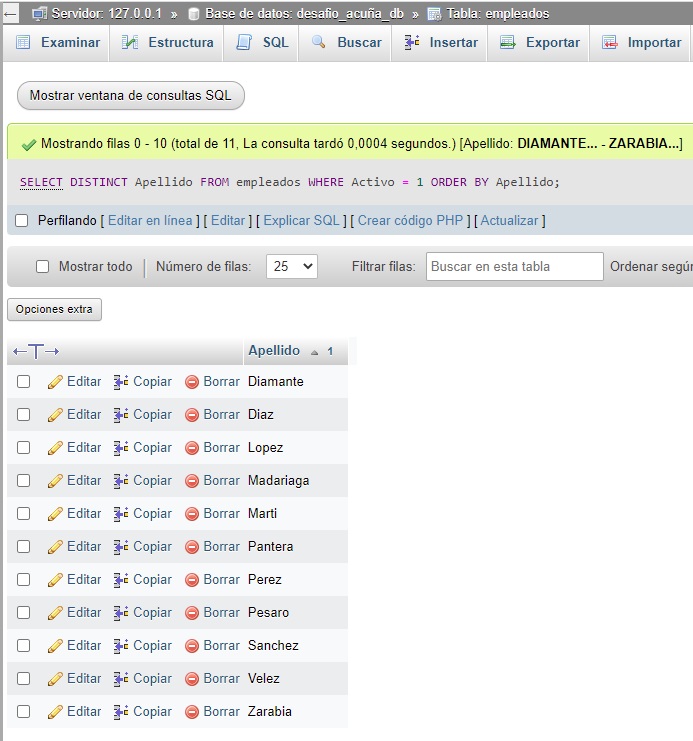 Servidor: 127.0.0.1 » Base de datos: desafio_acuña_db » Tabla: empleados
Examinar Estructura SQL Buscar Insertar Exportar Importar
Mostrar ventana de consultas SQL
Mostrando filas 0 - 10 (total de 11, La consulta tardó 0,0004 segundos.) [Apellido: DIAMANTE... - ZARABIA...]
SELECT DISTINCT Apellido FROM empleados WHERE Activo = 1 ORDER BY Apellido;
Perfilando [ Editar en línea ] [ Editar ] [ Explicar SQL ] [ Crear código PHP ] [ Actualizar ]
Mostrar todo Número de filas: 25 Filtrar filas: Buscar en esta tabla Ordenar según
Opciones extra
←T→ Apellido 1
Editar Copiar Borrar Diamante
Editar Copiar Borrar Diaz
Editar Copiar Borrar Lopez
Editar Copiar Borrar Madariaga
Editar Copiar Borrar Marti
Editar Copiar Borrar Pantera
Editar Copiar Borrar Perez
Editar Copiar Borrar Pesaro
Editar Copiar Borrar Sanchez
Editar Copiar Borrar Velez
Editar Copiar Borrar Zarabia